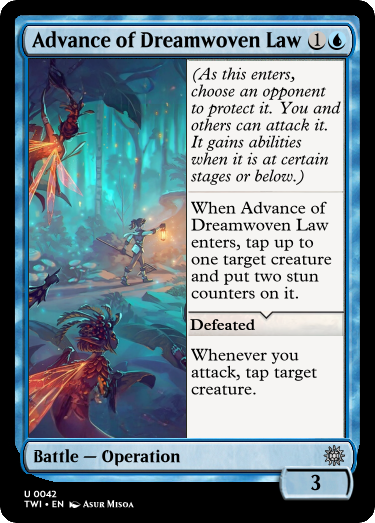 Advance of Dreamwoven Law 1
(As this enters,
choose an opponent
to protect it. You and
others can attack it.
It gains abilities
when it is at certain
stages or below.)
When Advance of
Dreamwoven Law
enters, tap up to
one target creature
and put two stun
counters on it.
Defeated
Whenever you
attack, tap target
creature.
Battle — Operation
3
U 0042
TWI • EN Asur Misoa